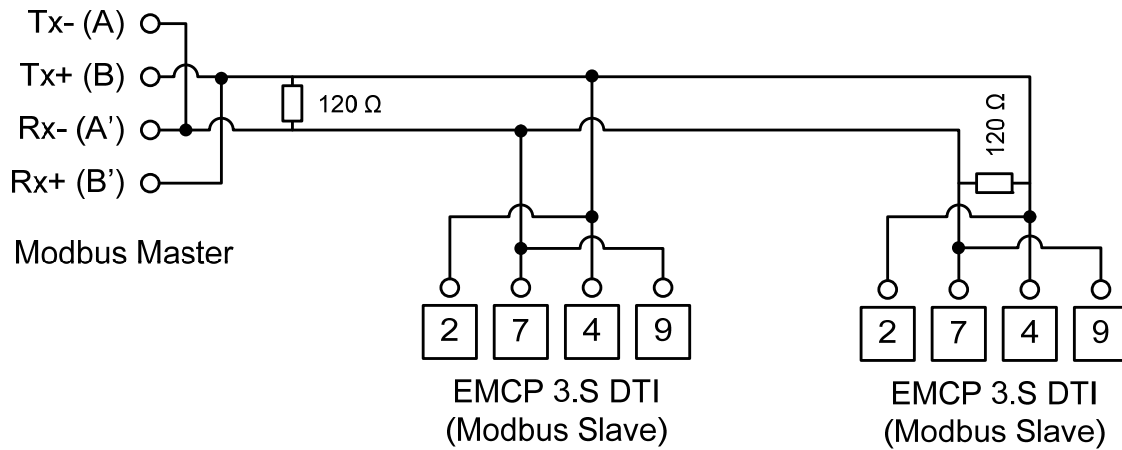 Tx- (A)
Tx+ (B)
120 Ω
Rx- (A’)
120 Ω
Rx+ (B’)
Modbus Master
2 7 4 9
2 7 4 9
EMCP 3.S DTI
(Modbus Slave)
EMCP 3.S DTI
(Modbus Slave)